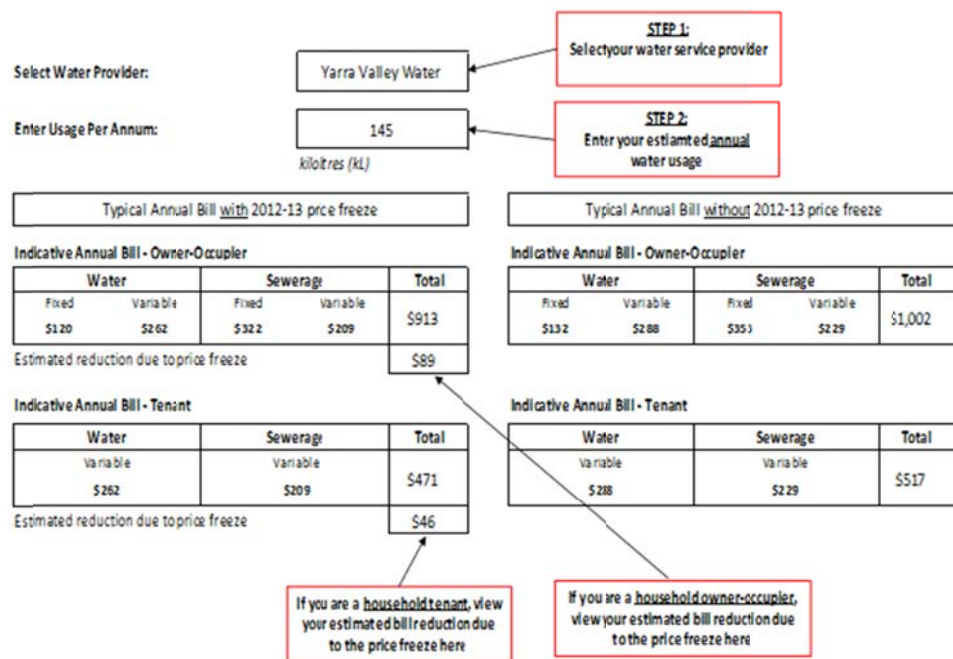 STEP 1:
Selectyour water service provider
Select Water Provider:
Yarra Valley Water
STEP 2:
Enter your estiamted annual
water usage
Enter Usage Per Annum:
145
kiloltres (kL)
Typical Annual Bill with 2012-13 prce freeze
Typical Annual Bill without 2012-13 price freeze
Indicative Annual Bill - Owner-Occupier
Water Sewerage Total
Fixed Variable Fixed Variable
$120 $262 $322 $209 $913
Estimated reduction due to price freeze $89
Indicative Annual Bill - Owner-Occupier
Water Sewerage Total
Fixed Variable Fixed Variable
$132 $288 $353 $229 $1,002
Indicative Annual Bill - Tenant
Water Sewerage Total
Variable Variable
$262 $209 $471
Estimated reduction due to price freeze $46
Indicative Annual Bill - Tenant
Water Sewerage Total
Variable Variable
$288 $229 $517
If you are a household tenant, view
your estimated bill reduction due
to the price freeze here
If you are a household owner-occupier,
view your estimated bill reduction due
to the price freeze here